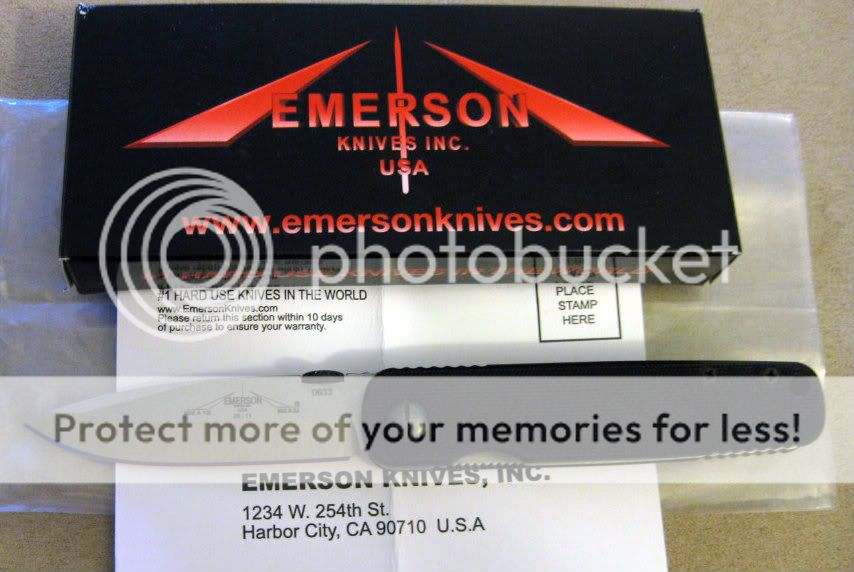 EMERSON
KNIVES INC.
USA
www.emersonknives.com
photobucket
#1 HARD USE KNIVES IN THE WORLD
www.EmersonKnives.com
Please return this section within 10 days
of purchase to ensure your warranty.
PLACE
STAMP
HERE
EMERSON
0633
Protect more of your memories for less!
EMERSON KNIVES, INC.
1234 W. 254th St.
Harbor City, CA 90710 U.S.A